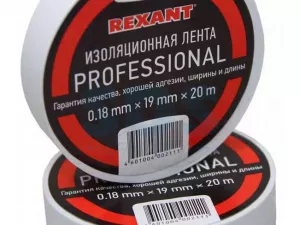 REXANT®
ИЗОЛЯЦИОННАЯ ЛЕНТА
PROFESSIONAL
Гарантия качества, хорошей адгезии, ширины и длины
0.18 mm × 19 mm × 20 m
4601004002111
PROFESSIONAL
Гарантия качества, хорошей адгезии, ширины и длины
0.18 mm × 19 mm × 20 m